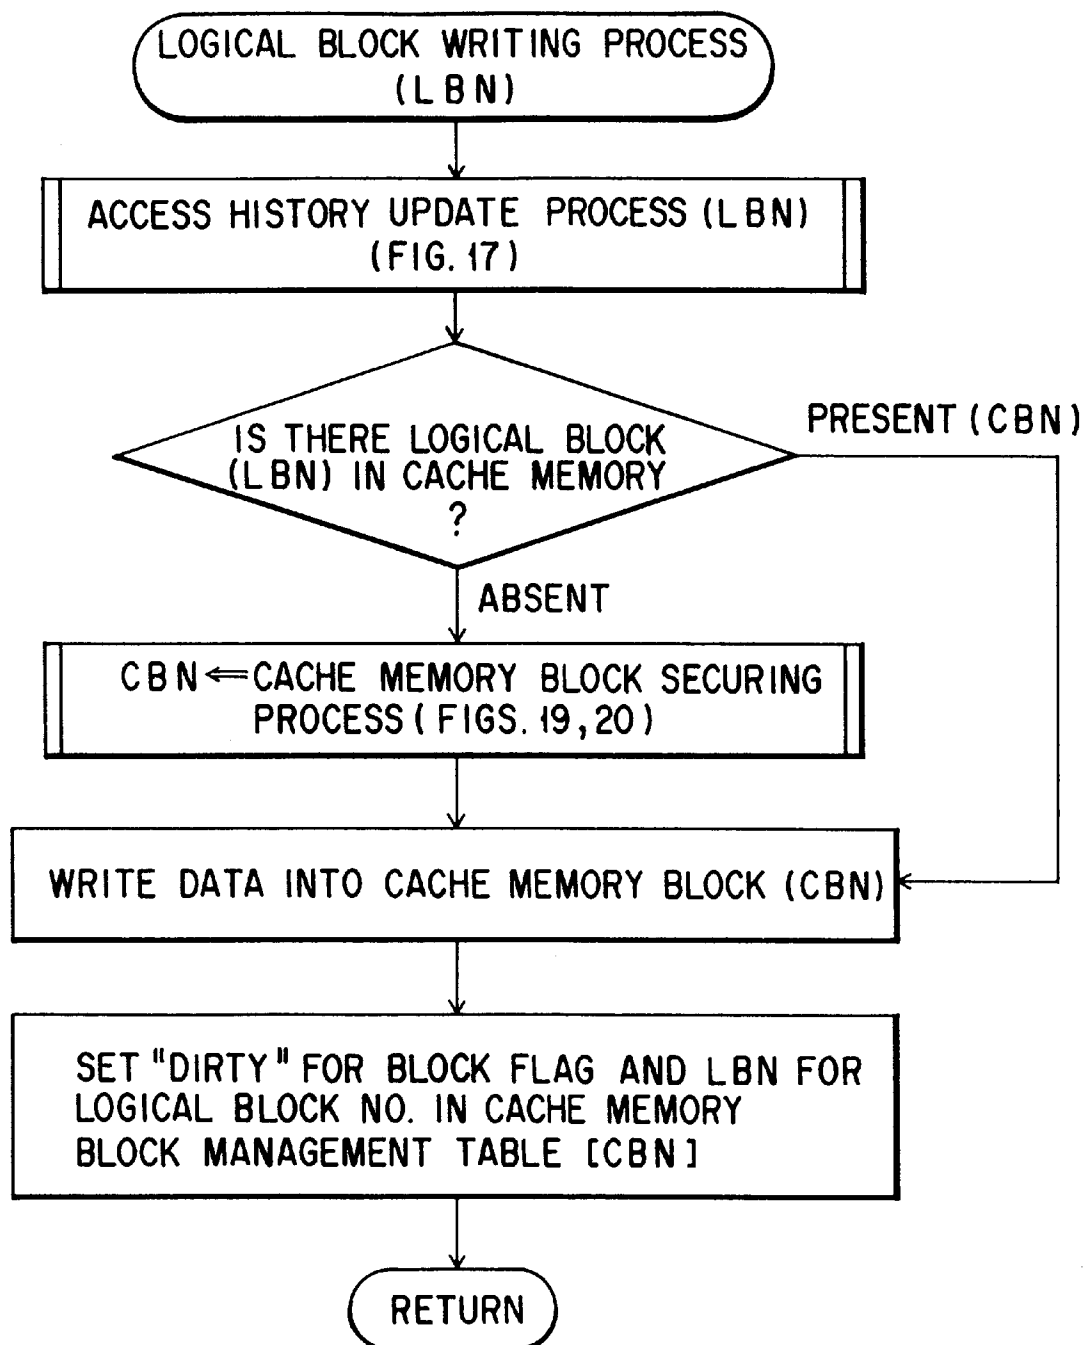 LOGICAL BLOCK WRITING PROCESS
(LBN)
ACCESS HISTORY UPDATE PROCESS (LBN)
(FIG. 17)
IS THERE LOGICAL BLOCK
(LBN) IN CACHE MEMORY
?
PRESENT (CBN)
ABSENT
CBN⇐CACHE MEMORY BLOCK SECURING
PROCESS (FIGS. 19, 20)
WRITE DATA INTO CACHE MEMORY BLOCK (CBN)
SET "DIRTY" FOR BLOCK FLAG AND LBN FOR
LOGICAL BLOCK NO. IN CACHE MEMORY
BLOCK MANAGEMENT TABLE [CBN]
RETURN